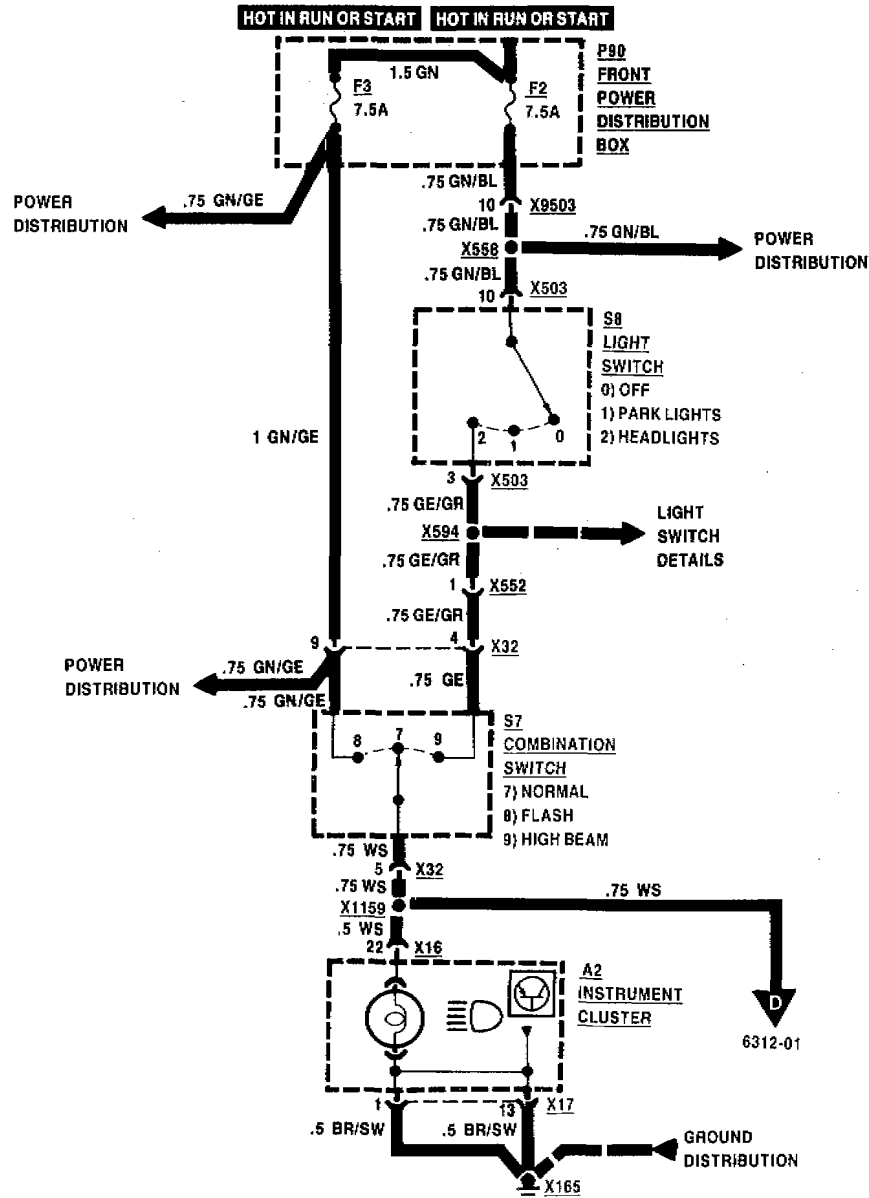 HOT IN RUN OR START
HOT IN RUN OR START
P90
FRONT
POWER
DISTRIBUTION
BOX
1.5 GN
F3
7.5A
F2
7.5A
POWER
DISTRIBUTION
.75 GN/GE
.75 GN/BL
10
X9503
.75 GN/BL
X558
.75 GN/BL
POWER
DISTRIBUTION
.75 GN/BL
10
X503
S8
LIGHT
SWITCH
0) OFF
1) PARK LIGHTS
2) HEADLIGHTS
2
1
0
1 GN/GE
3
X503
.75 GE/GR
X594
LIGHT
SWITCH
DETAILS
.75 GE/GR
1
X552
.75 GE/GR
9
4
X32
POWER
DISTRIBUTION
.75 GN/GE
.75 GN/GE
.75 GE
S7
COMBINATION
SWITCH
7) NORMAL
8) FLASH
9) HIGH BEAM
8
7
9
.75 WS
5
X32
.75 WS
X1159
.75 WS
.5 WS
22
X16
A2
INSTRUMENT
CLUSTER
D
6312-01
1
13
X17
.5 BR/SW
.5 BR/SW
GROUND
DISTRIBUTION
X165